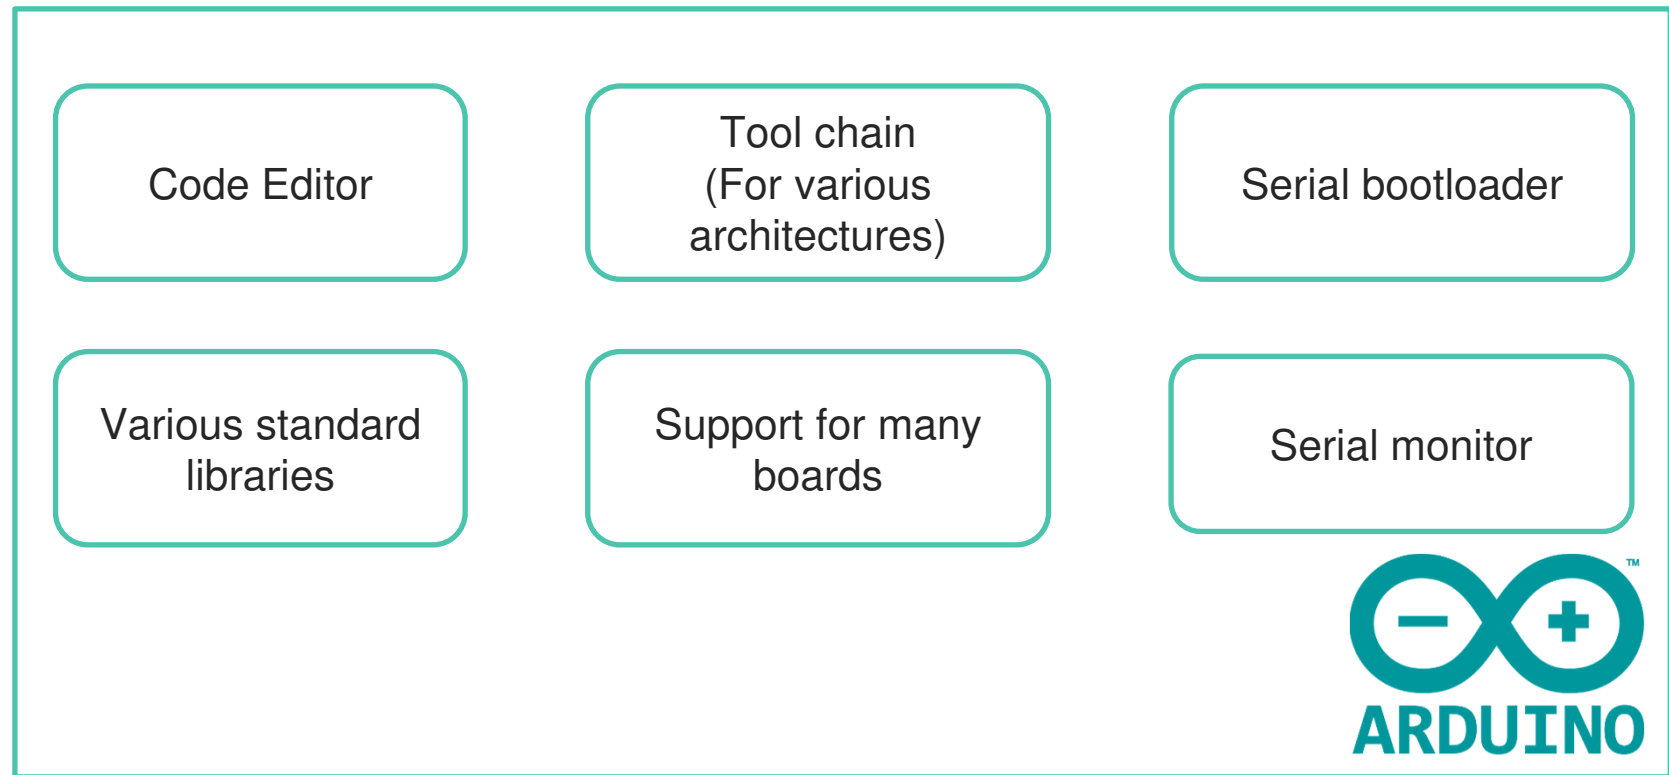 Code Editor
Tool chain
(For various
architectures)
Serial bootloader
Various standard
libraries
Support for many
boards
Serial monitor
TM
ARDUINO